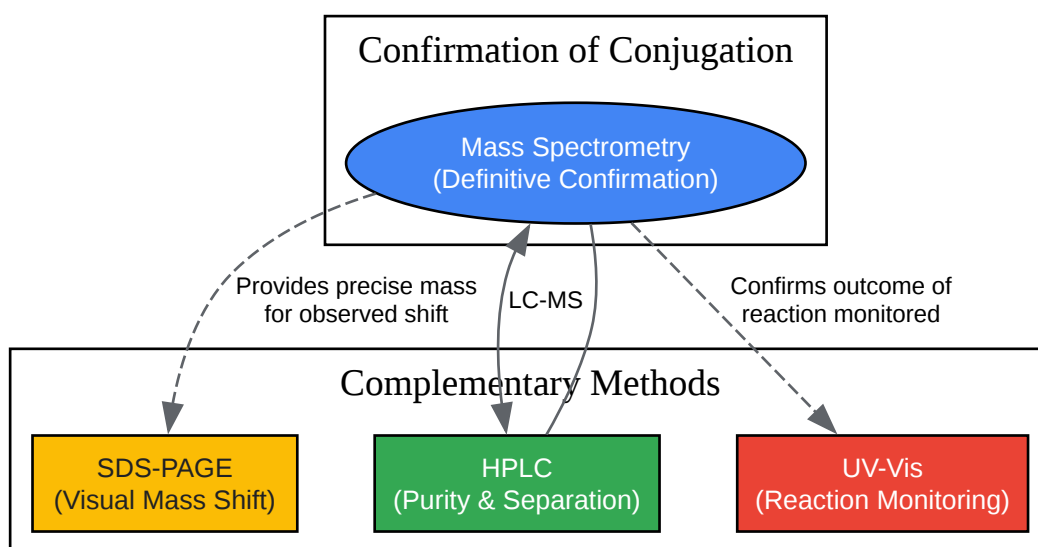 Confirmation of Conjugation
Mass Spectrometry
(Definitive Confirmation)
Provides precise mass
for observed shift
LC-MS
Confirms outcome of
reaction monitored
Complementary Methods
SDS-PAGE
(Visual Mass Shift)
HPLC
(Purity & Separation)
UV-Vis
(Reaction Monitoring)